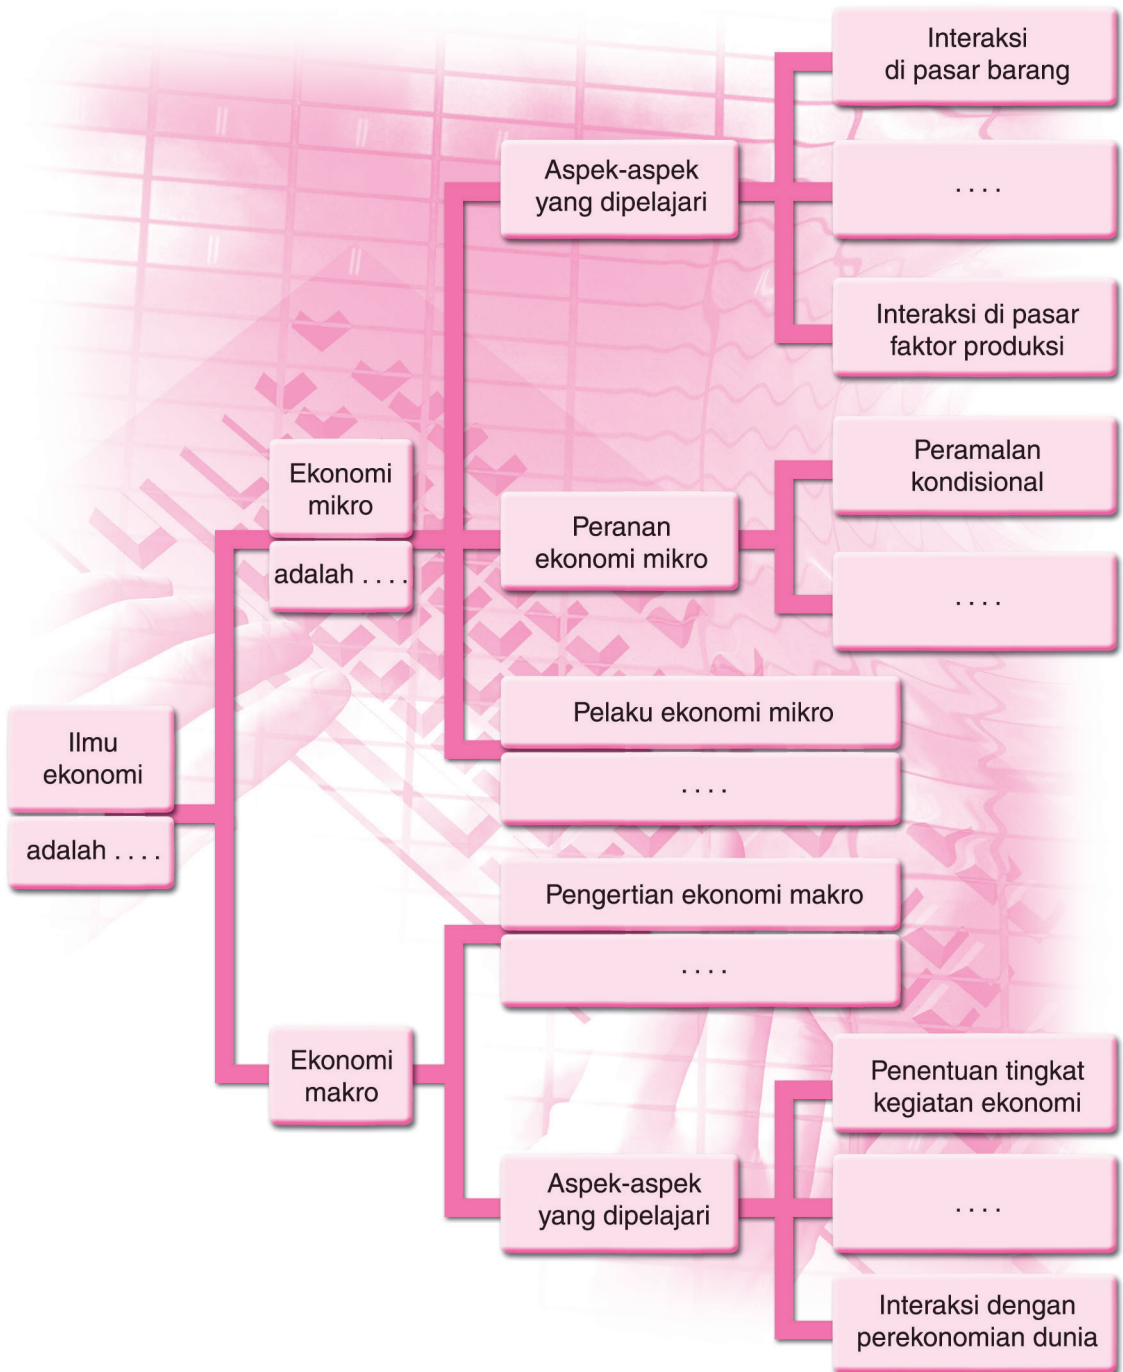 Interaksi
di pasar barang
Aspek-aspek
yang dipelajari
. . . .
Interaksi di pasar
faktor produksi
Ekonomi
mikro
adalah . . . .
Peramalan
kondisional
Peranan
ekonomi mikro
. . . .
Pelaku ekonomi mikro
. . . .
Ilmu
ekonomi
adalah . . . .
Pengertian ekonomi makro
. . . .
Ekonomi
makro
Penentuan tingkat
kegiatan ekonomi
Aspek-aspek
yang dipelajari
. . . .
Interaksi dengan
perekonomian dunia